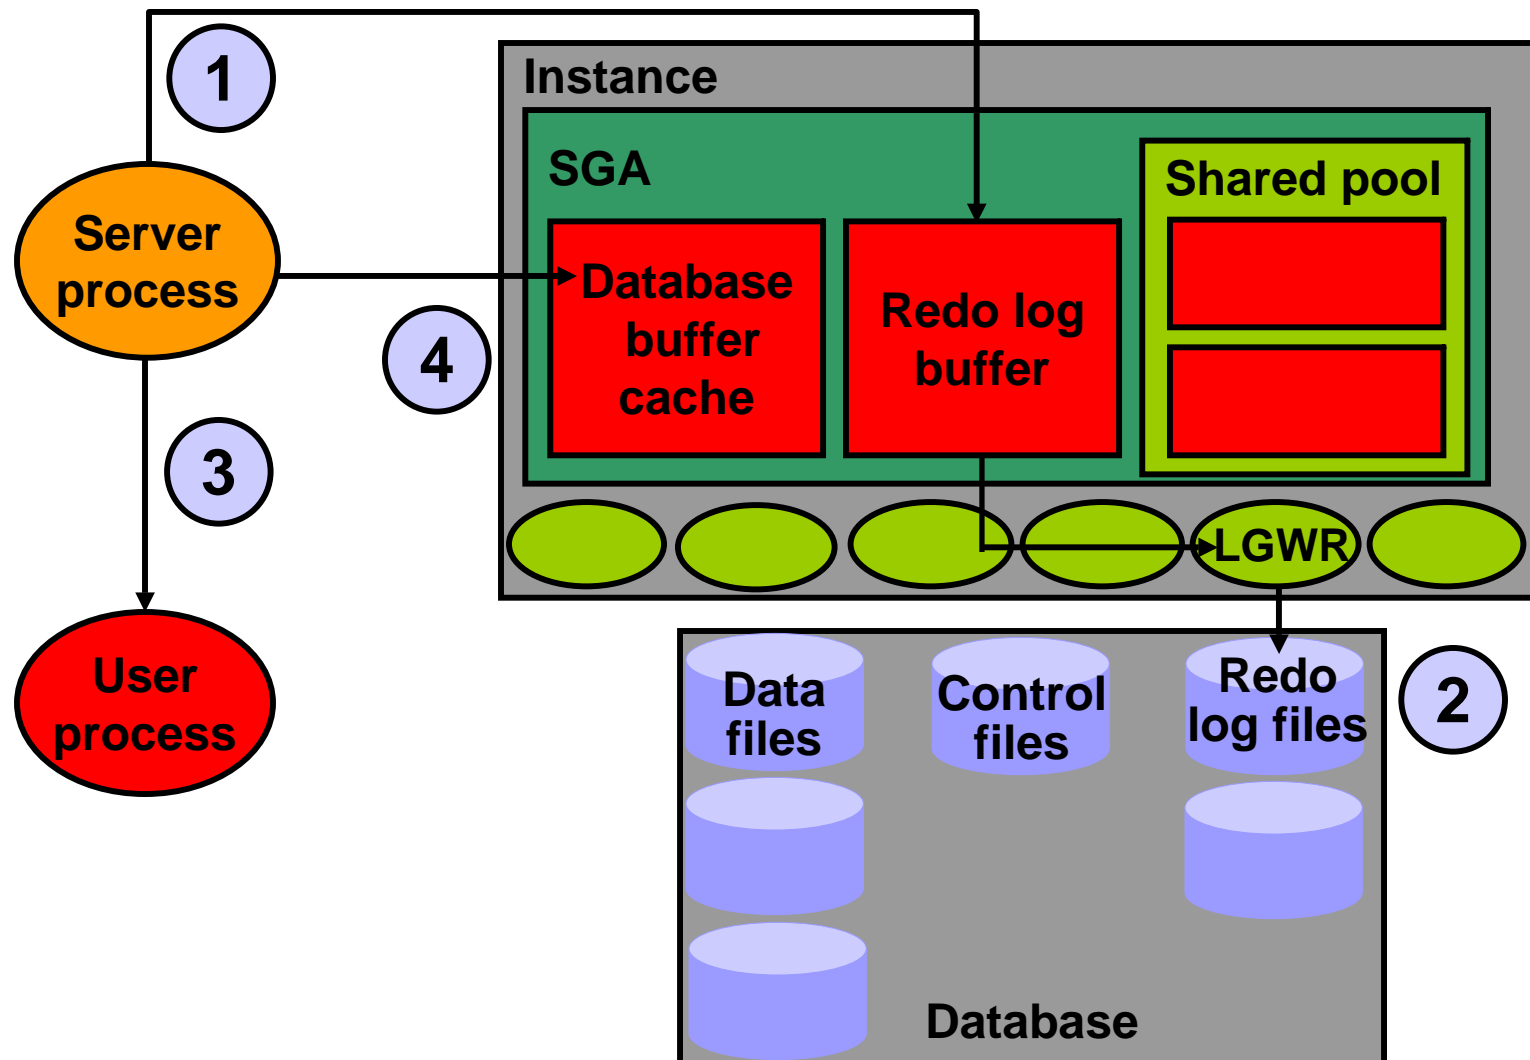 1
Instance
SGA
Shared pool
Server
process
Database
buffer
cache
Redo log
buffer
4
3
LGWR
User
process
Data
files
Control
files
Redo
log files
2
Database